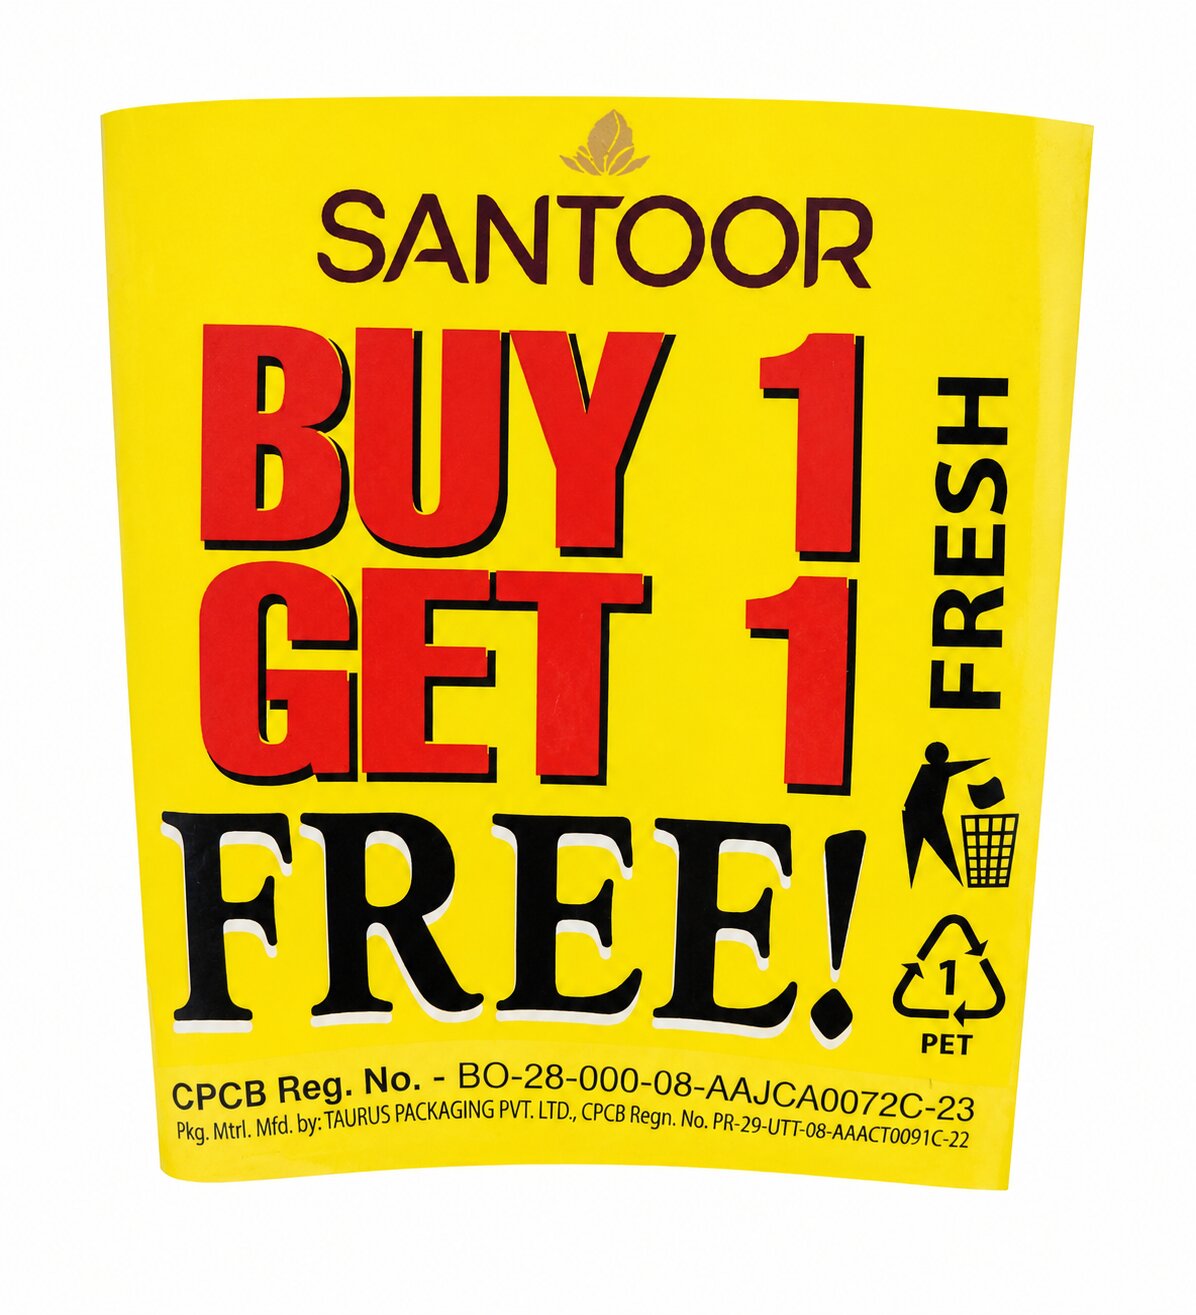 SANTOOR
BUY 1
GET 1
FREE!
FRESH
1
PET
CPCB Reg. No. - BO-28-000-08-AAJCA0072C-23
Pkg. Mtrl. Mfd. by: TAURUS PACKAGING PVT. LTD., CPCB Regn. No. PR-29-UTT-08-AAACT0091C-22